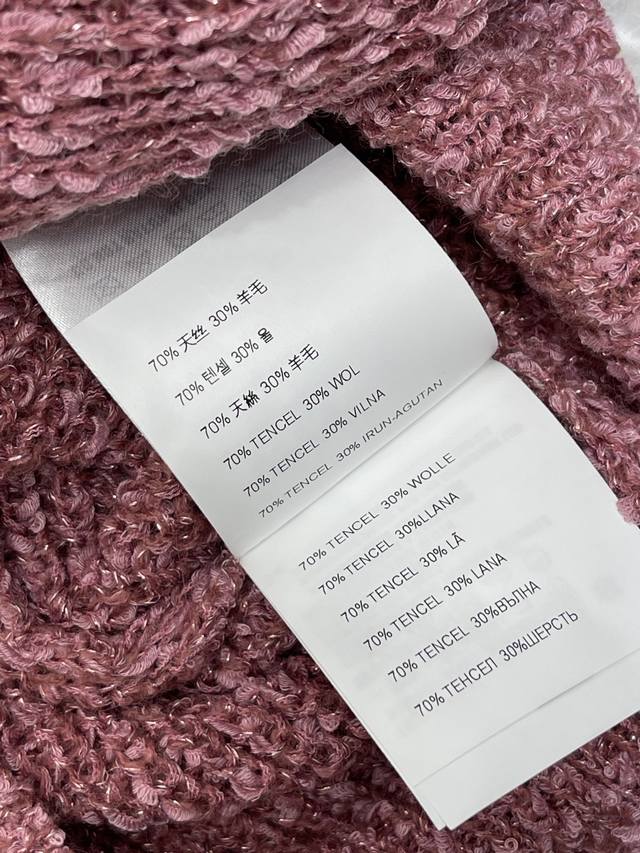 70% 天丝 30% 羊毛
70% 텐셀 30% 울
70% 天絲 30% 羊毛
70% TENCEL 30% WOL
70% TENCEL 30% VILNA
70% TENCEL 30% IRUN-AGUTAN
70% TENCEL 30% WOLLE
70% TENCEL 30%LLANA
70% TENCEL 30% LÃ
70% TENCEL 30% LANA
70% TENCEL 30%ВЪЛНА
70% ТЕНСЕЛ 30%ШЕРСТЬ